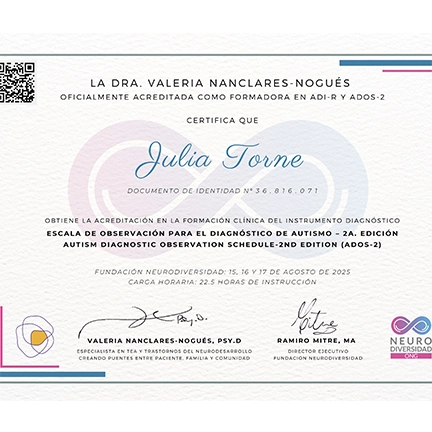 LA DRA. VALERIA NANCLARES-NOGUÉS
OFICIALMENTE ACREDITADA COMO FORMADORA EN ADI-R Y ADOS-2
CERTIFICA QUE
Julia Torne
DOCUMENTO DE IDENTIDAD Nº 36.816.071
OBTIENE LA ACREDITACIÓN EN LA FORMACIÓN CLÍNICA DEL INSTRUMENTO DIAGNÓSTICO
ESCALA DE OBSERVACIÓN PARA EL DIAGNÓSTICO DE AUTISMO – 2A. EDICIÓN
AUTISM DIAGNOSTIC OBSERVATION SCHEDULE-2ND EDITION (ADOS-2)
FUNDACIÓN NEURODIVERSIDAD: 15, 16 Y 17 DE AGOSTO DE 2025
CARGA HORARIA: 22.5 HORAS DE INSTRUCCIÓN
Psy.D.
VALERIA NANCLARES-NOGUÉS, PSY.D
ESPECIALISTA EN TEA Y TRASTORNOS DEL NEURODESARROLLO
CREANDO PUENTES ENTRE PACIENTE, FAMILIA Y COMUNIDAD
RAMIRO MITRE, MA
DIRECTOR EJECUTIVO
FUNDACIÓN NEURODIVERSIDAD
NEURO
DIVERSIDAD
ONG